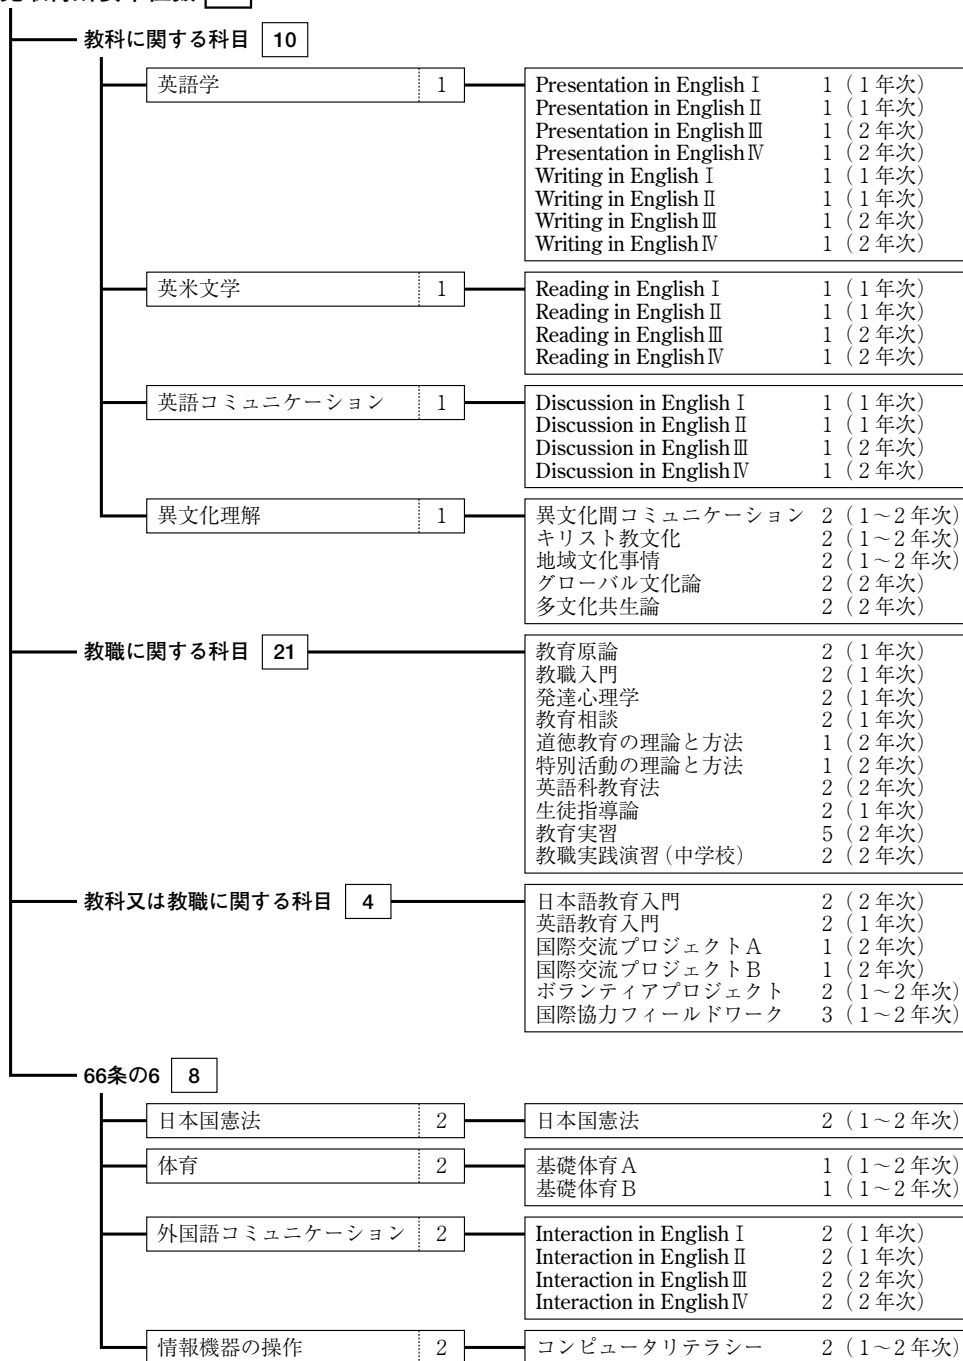 教科に関する科目 10
英語学 1 Presentation in English Ⅰ 1（1年次）
Presentation in English Ⅱ 1（1年次）
Presentation in English Ⅲ 1（2年次）
Presentation in English Ⅳ 1（2年次）
Writing in English Ⅰ 1（1年次）
Writing in English Ⅱ 1（1年次）
Writing in English Ⅲ 1（2年次）
Writing in English Ⅳ 1（2年次）
英米文学 1 Reading in English Ⅰ 1（1年次）
Reading in English Ⅱ 1（1年次）
Reading in English Ⅲ 1（2年次）
Reading in English Ⅳ 1（2年次）
英語コミュニケーション 1 Discussion in English Ⅰ 1（1年次）
Discussion in English Ⅱ 1（1年次）
Discussion in English Ⅲ 1（2年次）
Discussion in English Ⅳ 1（2年次）
異文化理解 1 異文化間コミュニケーション 2（1～2年次）
キリスト教文化 2（1～2年次）
地域文化事情 2（1～2年次）
グローバル文化論 2（2年次）
多文化共生論 2（2年次）
教職に関する科目 21 教育原論 2（1年次）
教職入門 2（1年次）
発達心理学 2（1年次）
教育相談 2（1年次）
道徳教育の理論と方法 1（2年次）
特別活動の理論と方法 1（2年次）
英語科教育法 2（2年次）
生徒指導論 2（1年次）
教育実習 5（2年次）
教職実践演習（中学校） 2（2年次）
教科又は教職に関する科目 4 日本語教育入門 2（2年次）
英語教育入門 2（1年次）
国際交流プロジェクトA 1（2年次）
国際交流プロジェクトB 1（2年次）
ボランティアプロジェクト 2（1～2年次）
国際協力フィールドワーク 3（1～2年次）
66条の6 8
日本国憲法 2 日本国憲法 2（1～2年次）
体育 2 基礎体育A 1（1～2年次）
基礎体育B 1（1～2年次）
外国語コミュニケーション 2 Interaction in English Ⅰ 2（1年次）
Interaction in English Ⅱ 2（1年次）
Interaction in English Ⅲ 2（2年次）
Interaction in English Ⅳ 2（2年次）
情報機器の操作 2 コンピュータリテラシー 2（1～2年次）